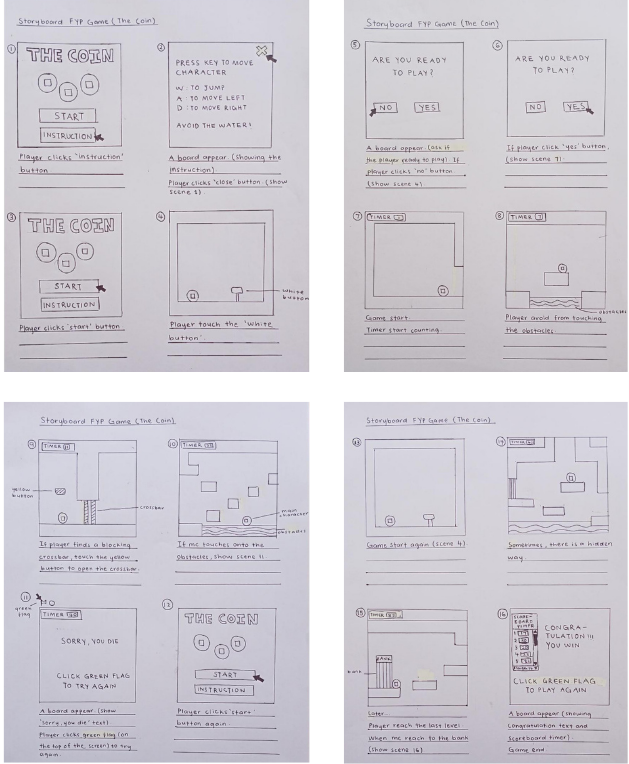 Storyboard FYP Game (The Coin)
1
THE COIN
START
INSTRUCTION
Player clicks "instruction"
button
2
PRESS KEY TO MOVE
CHARACTER
W : TO JUMP
A : TO MOVE LEFT
D : TO MOVE RIGHT
AVOID THE WATER!
A board appear (showing the
instruction)
Player clicks "close" button (show
scene 3)
3
THE COIN
START
INSTRUCTION
Player clicks 'start' button
4
white
button
Player touch the 'white
button'.
Storyboard FYP Game (The Coin)
5
ARE YOU READY
TO PLAY?
NO YES
A board appear (ask if
the player ready to play). If
player clicks 'no' button
(show scene 4)
6
ARE YOU READY
TO PLAY?
NO YES
If player click 'yes' button,
(show scene 7)
7
TIMER
Game start.
Timer start counting.
8
TIMER
obstacles
Player avoid from touching
the obstacles.
Storyboard FYP Game (The Coin)
9
TIMER
yellow
button
crossbar
If player finds a blocking
crossbar, touch the yellow
button to open the crossbar.
10
TIMER
main
character
obstacles
If mc touches onto the
obstacles, show scene 11
11
green
flag
TIMER
SORRY, YOU DIE
CLICK GREEN FLAG
TO TRY AGAIN
A board appear (show
'sorry, you die' text)
Player clicks green flag (on
the top of the screen) to try
again.
12
THE COIN
START
INSTRUCTION
Player clicks 'start'
button again.
Storyboard FYP Game (The Coin)
13
Game start again (scene 4)
14
TIMER
Sometimes, there is a hidden
way.
15
TIMER
BANK
bank
Later..
Player reach the last level
When mc reach to the bank
(show scene 16)
16
SCORE-
BOARD
TIMER
1
2
3
4
5
CONGRA-
TULATION !!!
YOU WIN
CLICK GREEN FLAG
TO PLAY AGAIN
A board appear (showing
congratulation text and
scoreboard timer).
Game end